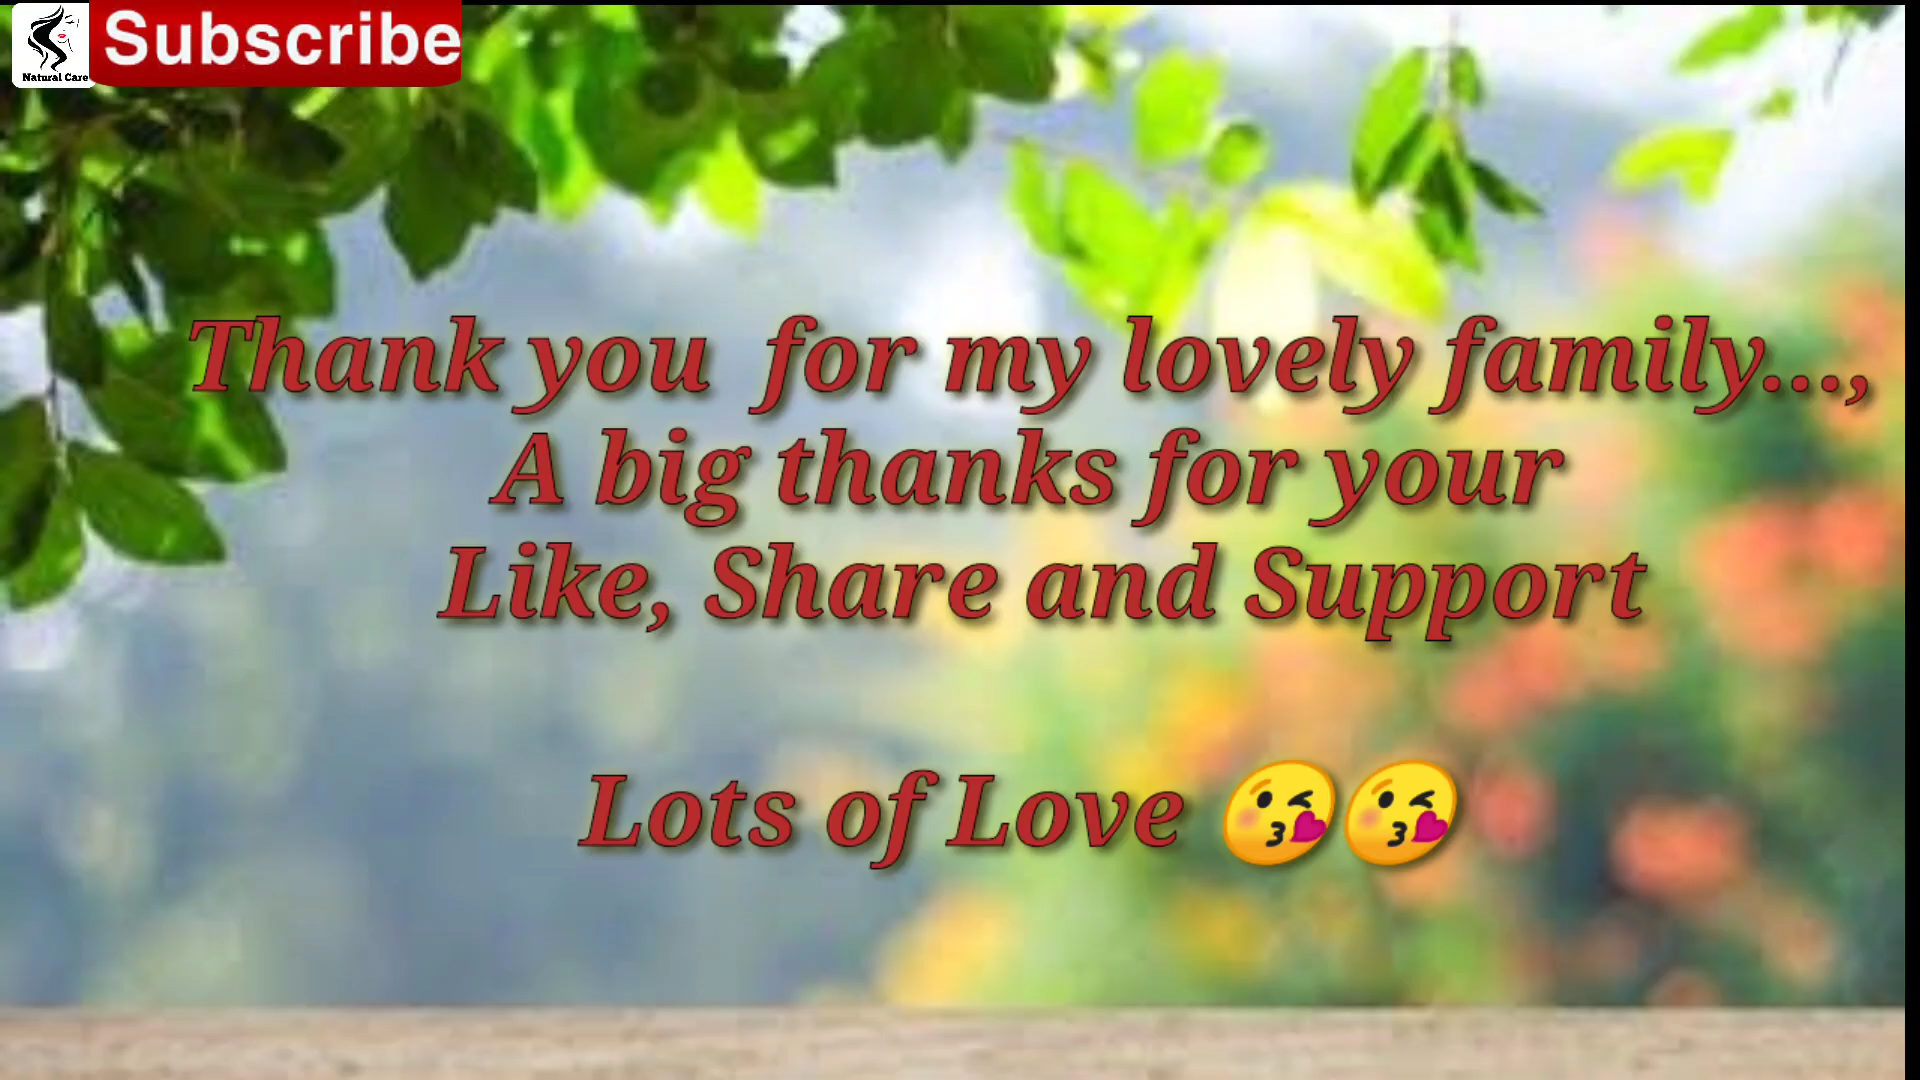 Subscribe
Natural Care
Thank you for my lovely family...,
A big thanks for your
Like, Share and Support
Lots of Love 😘😘